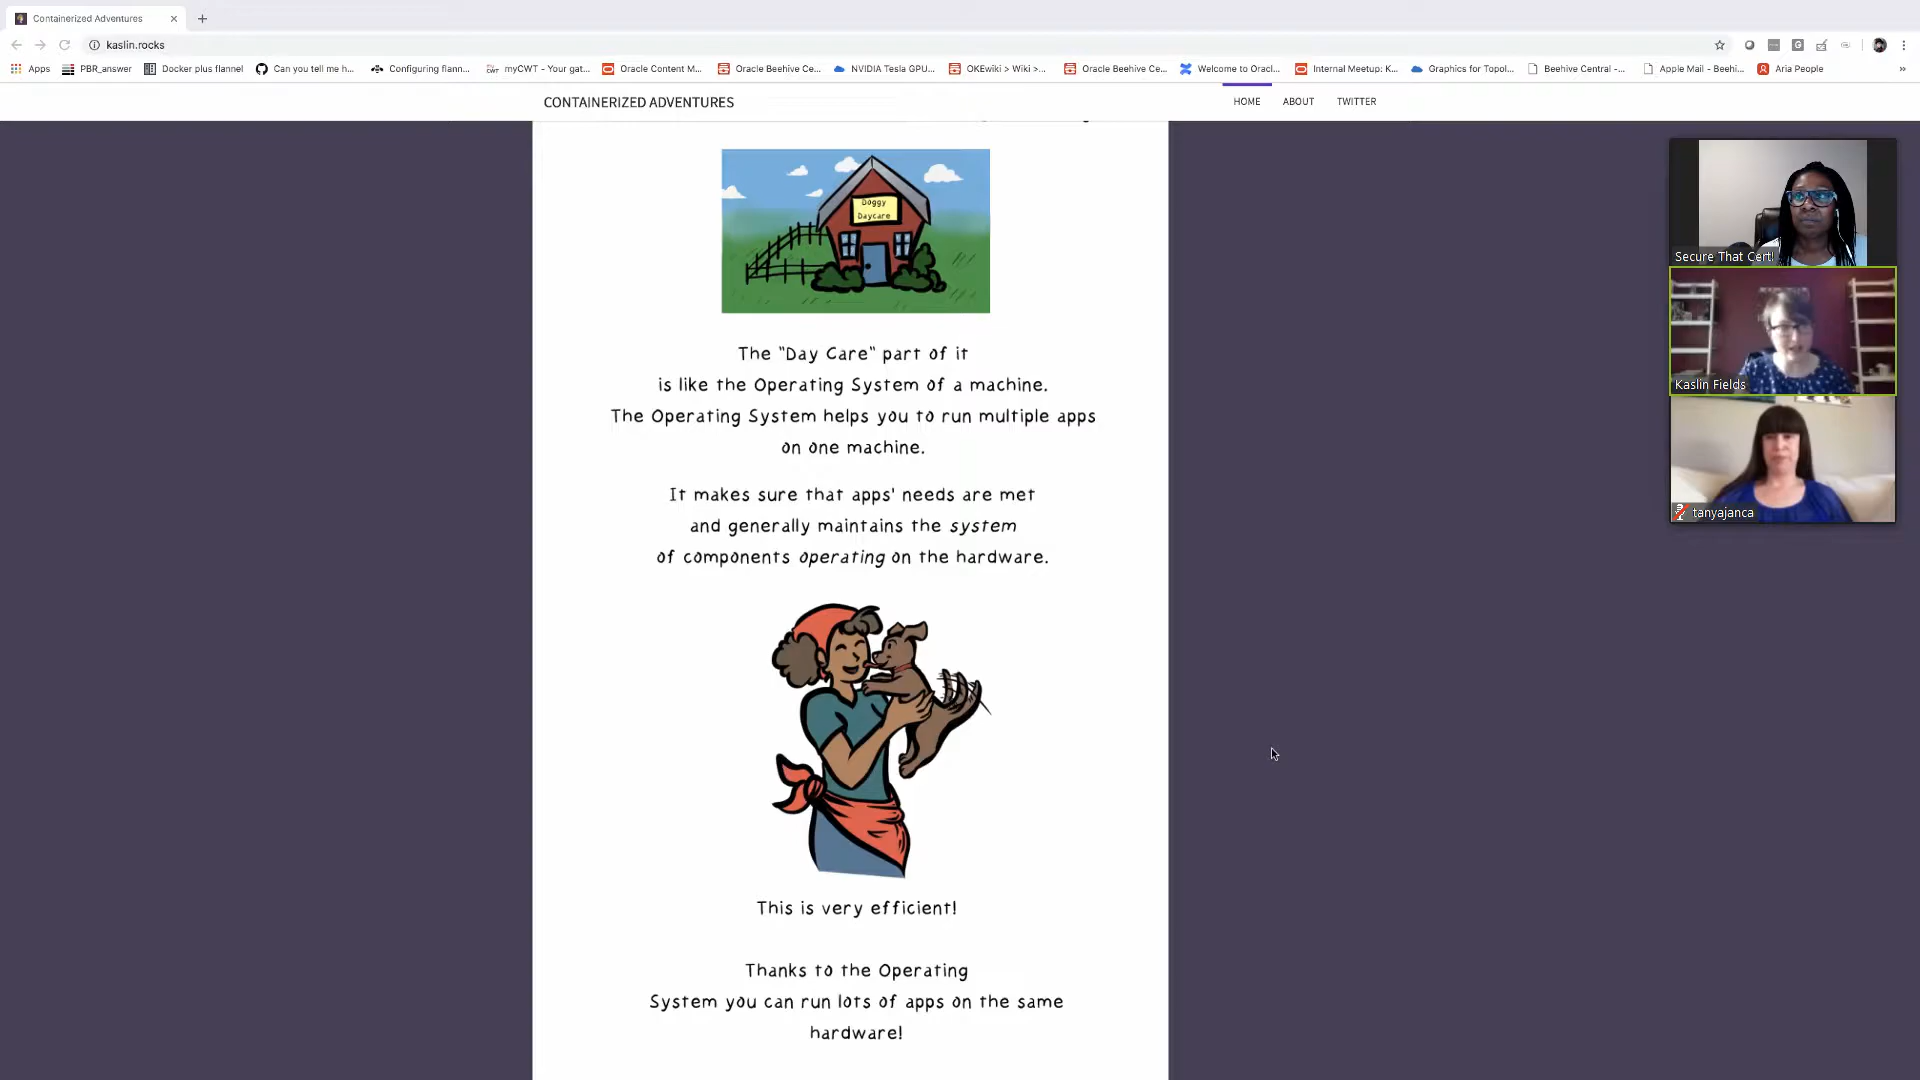 Containerized Adventures
kaslin.rocks
Apps PBR_answer Docker plus flannel Can you tell me h... Configuring flann... myCWT - Your gat... Oracle Content M... Oracle Beehive Ce... NVIDIA Tesla GPU... OKEwiki > Wiki >... Oracle Beehive Ce... Welcome to Oracl... Internal Meetup: K... Graphics for Topol... Beehive Central -... Apple Mail - Beehi... Aria People »
CONTAINERIZED ADVENTURES HOME ABOUT TWITTER
Doggy
Daycare
The "Day Care" part of it
is like the Operating System of a machine.
The Operating System helps you to run multiple apps
on one machine.
It makes sure that apps' needs are met
and generally maintains the system
of components operating on the hardware.
This is very efficient!
Thanks to the Operating
System you can run lots of apps on the same
hardware!
Secure That Cert!
Kaslin Fields
tanyajanca